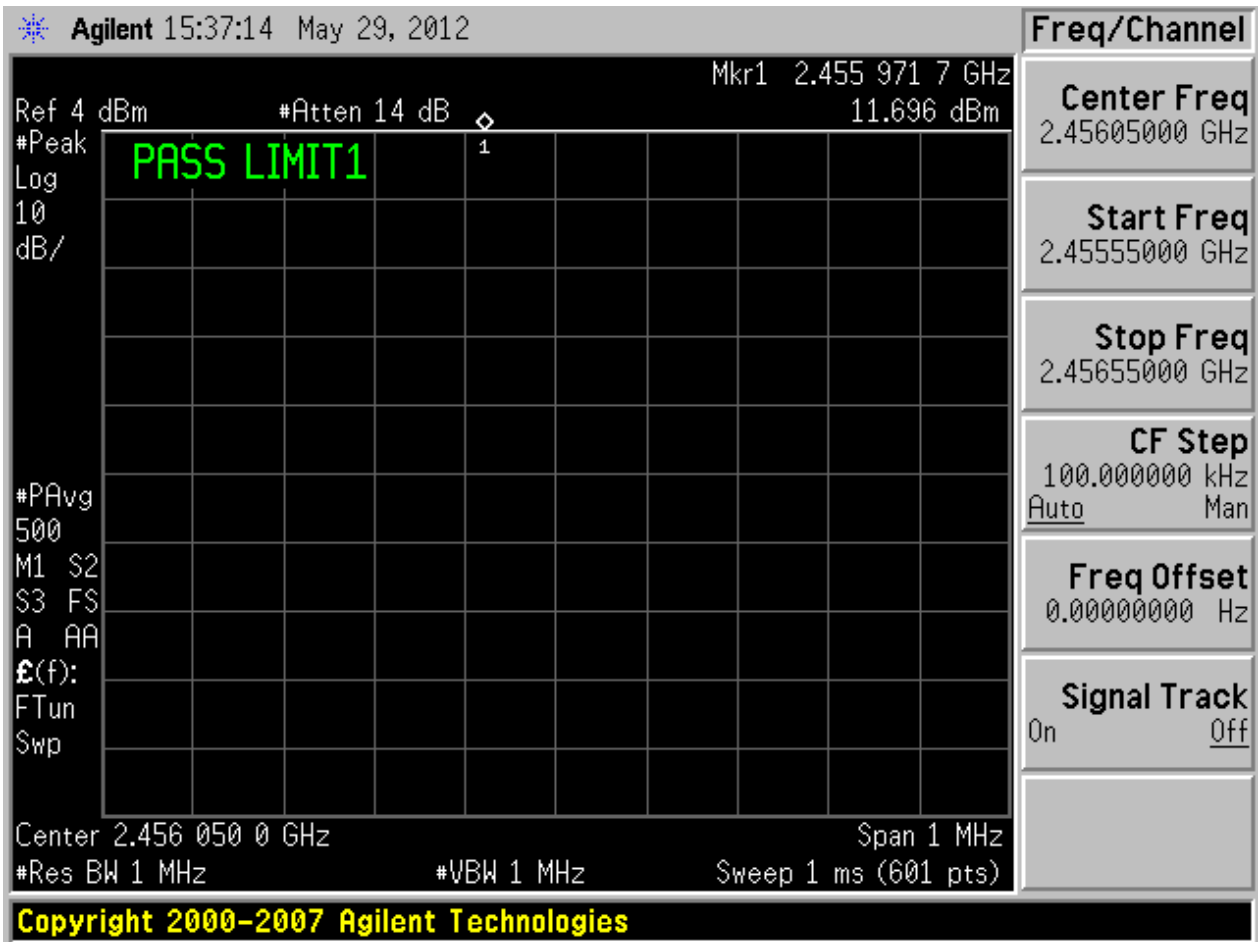 Agilent 15:37:14 May 29, 2012
Freq/Channel
Mkr1 2.455 971 7 GHz
Ref 4 dBm #Atten 14 dB 11.696 dBm
#Peak
Log
10
dB/
PASS LIMIT1
1
#PAvg
500
M1 S2
S3 FS
A AA
£(f):
FTun
Swp
Center 2.456 050 0 GHz Span 1 MHz
#Res BW 1 MHz #VBW 1 MHz Sweep 1 ms (601 pts)
Center Freq
2.45605000 GHz
Start Freq
2.45555000 GHz
Stop Freq
2.45655000 GHz
CF Step
100.000000 kHz
Auto Man
Freq Offset
0.00000000 Hz
Signal Track
On Off
Copyright 2000-2007 Agilent Technologies